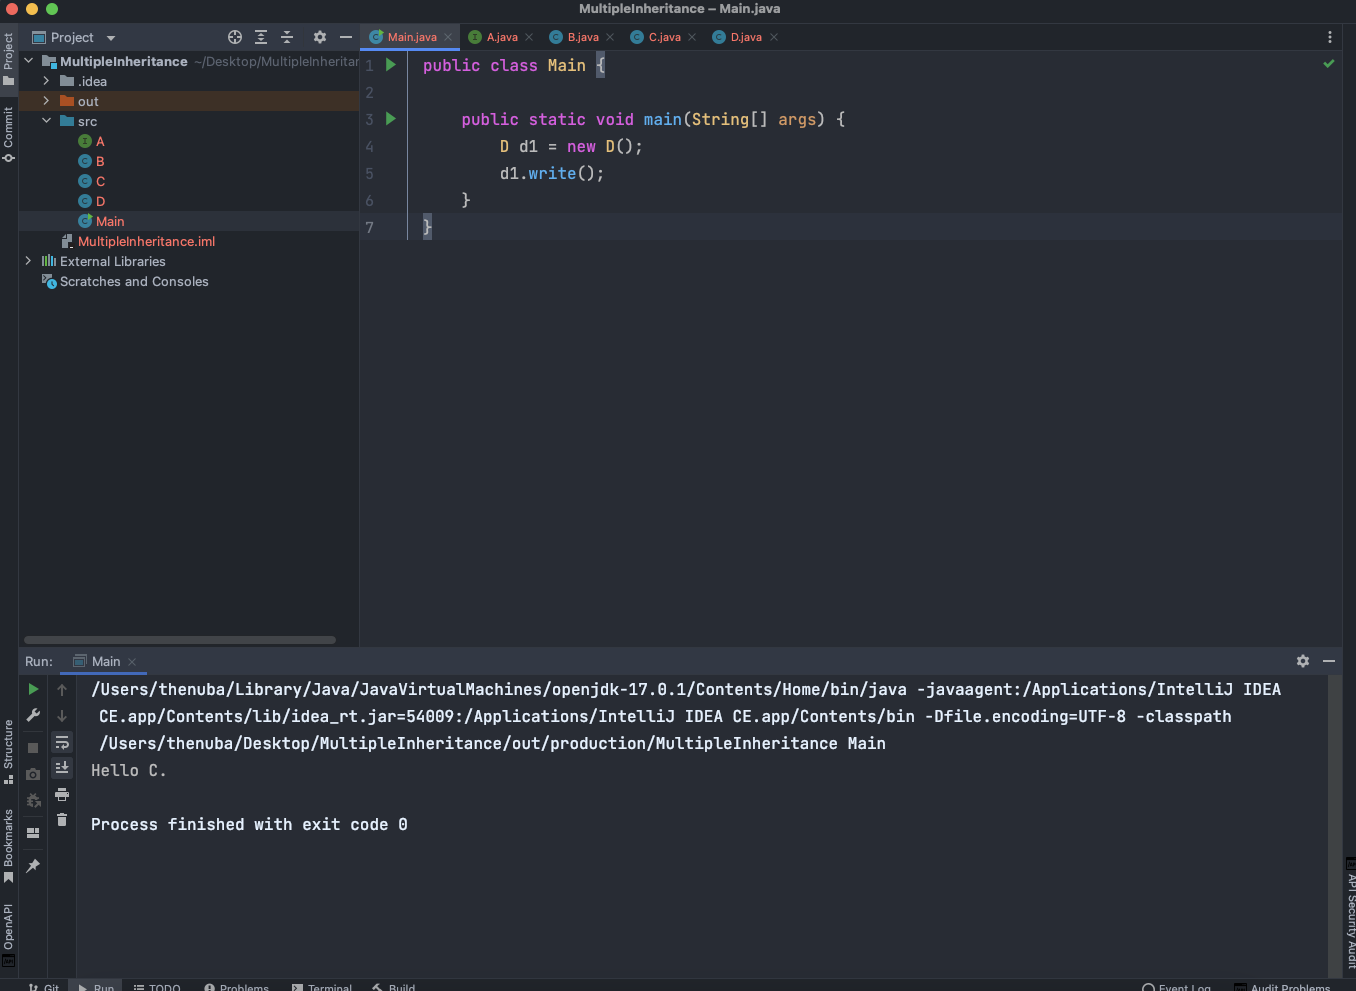 MultipleInheritance – Main.java
Project
Main.java
A.java
B.java
C.java
D.java
Project
Commit
MultipleInheritance ~/Desktop/MultipleInheritar
.idea
out
src
A
B
C
D
Main
MultipleInheritance.iml
External Libraries
Scratches and Consoles
1 public class Main {
2
3 public static void main(String[] args) {
4 D d1 = new D();
5 d1.write();
6 }
7 }
Run: Main
/Users/thenuba/Library/Java/JavaVirtualMachines/openjdk-17.0.1/Contents/Home/bin/java -javaagent:/Applications/IntelliJ IDEA
CE.app/Contents/lib/idea_rt.jar=54009:/Applications/IntelliJ IDEA CE.app/Contents/bin -Dfile.encoding=UTF-8 -classpath
/Users/thenuba/Desktop/MultipleInheritance/out/production/MultipleInheritance Main
Hello C.
Process finished with exit code 0
Structure
Bookmarks
OpenAPI
API Security Audit
Git
Run
TODO
Problems
Terminal
Build
Event Log
Audit Problems